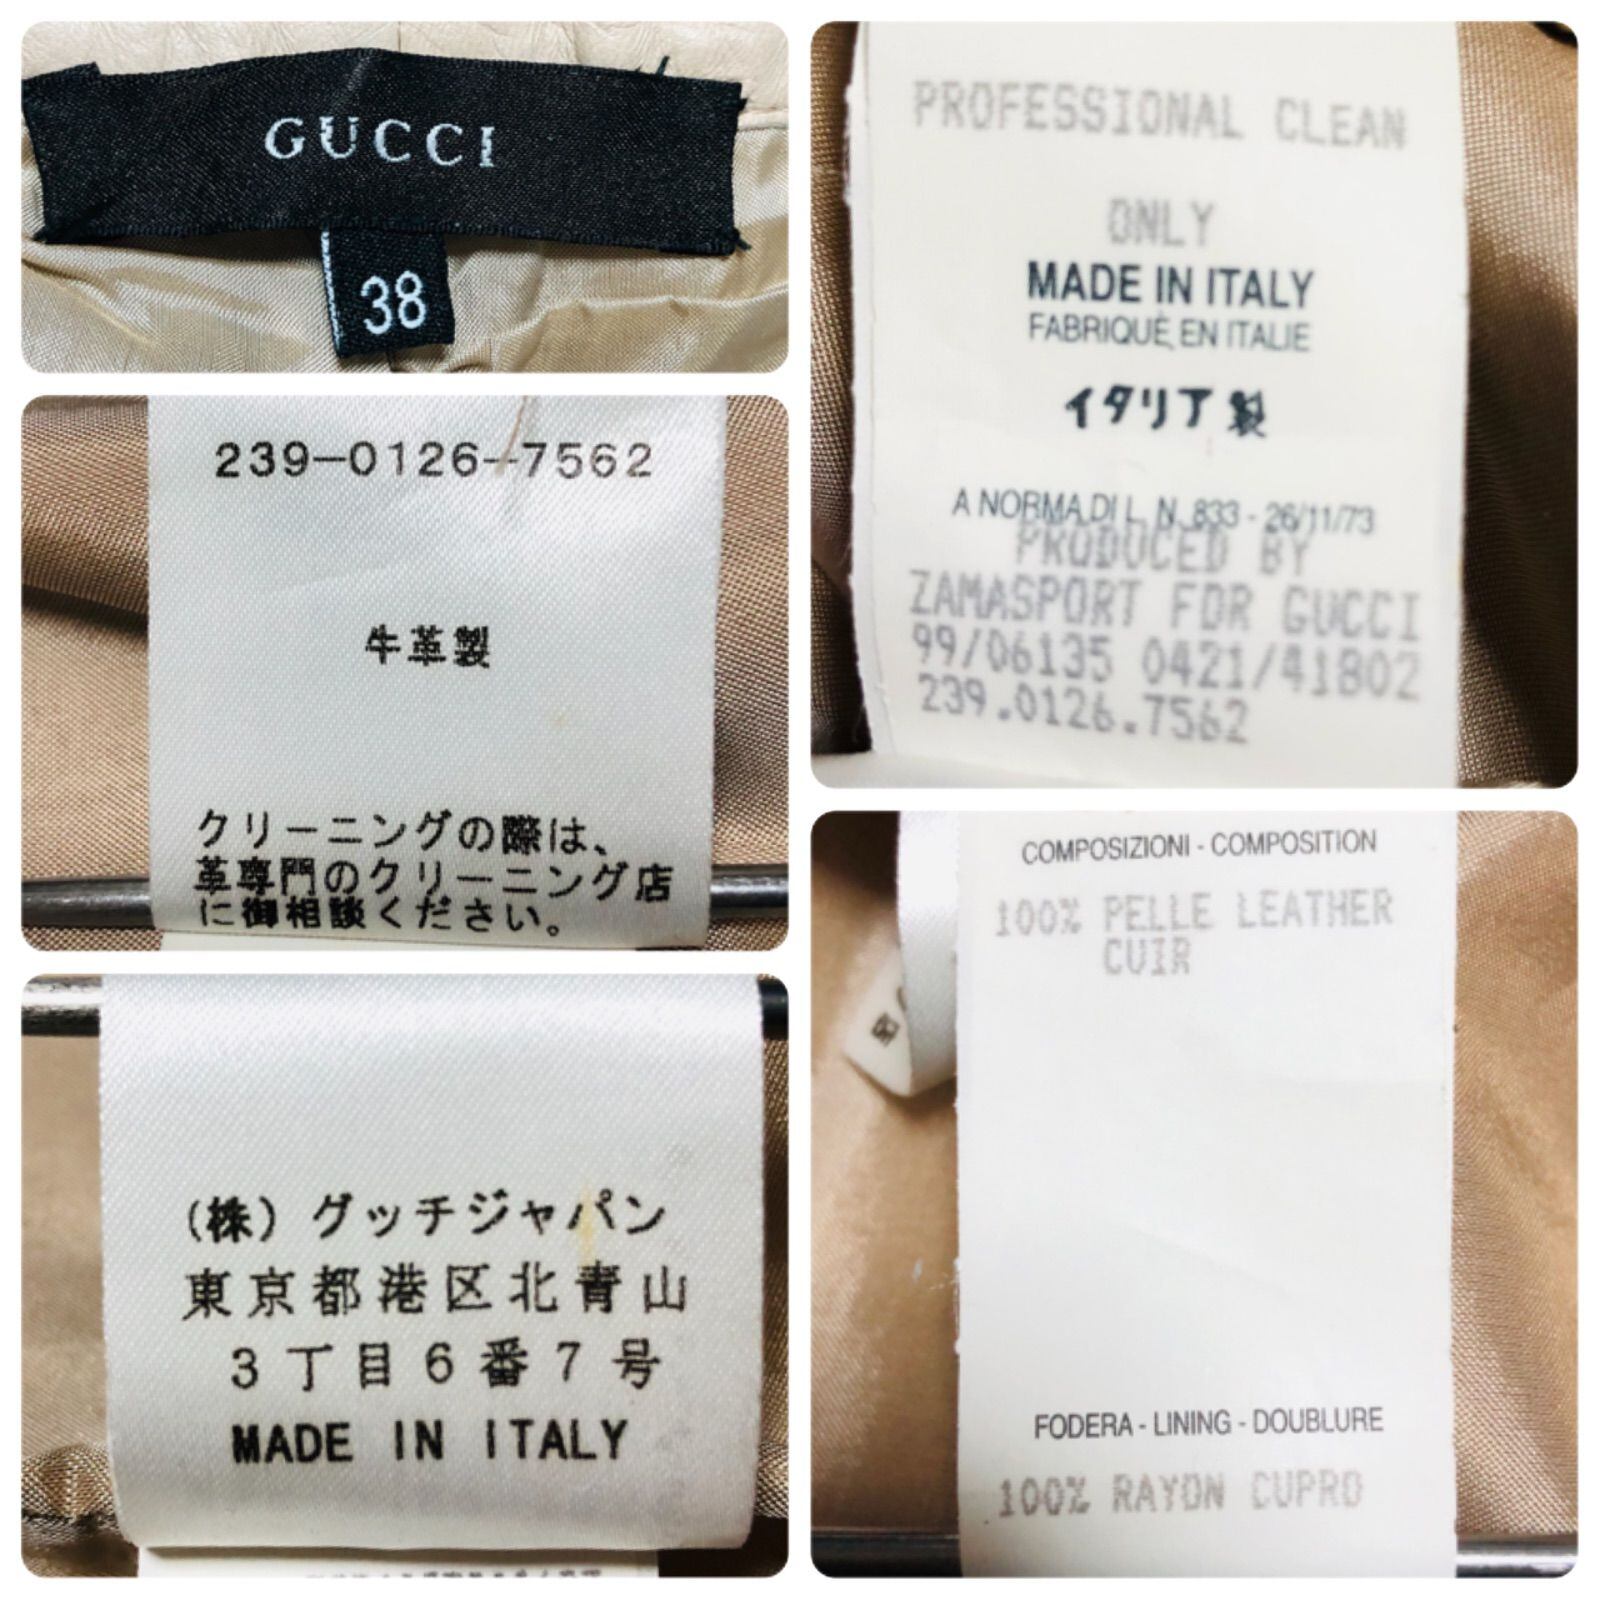 GUCCI
38
239-0126-7562
牛革製
クリーニングの際は、
革専門のクリーニング店
に御相談ください。
(株) グッチジャパン
東京都港区北青山
3丁目6番7号
MADE IN ITALY
PROFESSIONAL CLEAN
ONLY
MADE IN ITALY
FABRIQUÉ EN ITALIE
イタリア製
A NORMA DI L. N. 833 - 26/11/73
PRODUCED BY
ZAMASPORT FOR GUCCI
99/06135 0421/41802
239.0126.7562
COMPOSIZIONI - COMPOSITION
100% PELLE LEATHER
CUIR
FODERA - LINING - DOUBLURE
100% RAYON CUPRO